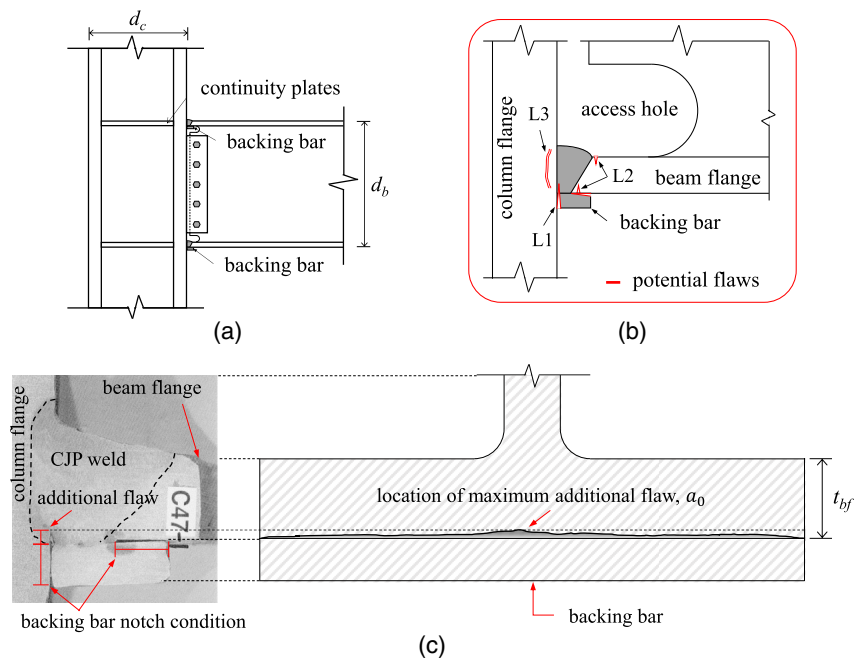 d_c
continuity plates
backing bar
d_b
backing bar
(a)
column flange
access hole
L3
L2
beam flange
backing bar
L1
potential flaws
(b)
beam flange
column flange
CJP weld
additional flaw
C47-I
backing bar notch condition
location of maximum additional flaw, a_0
t_bf
backing bar
(c)